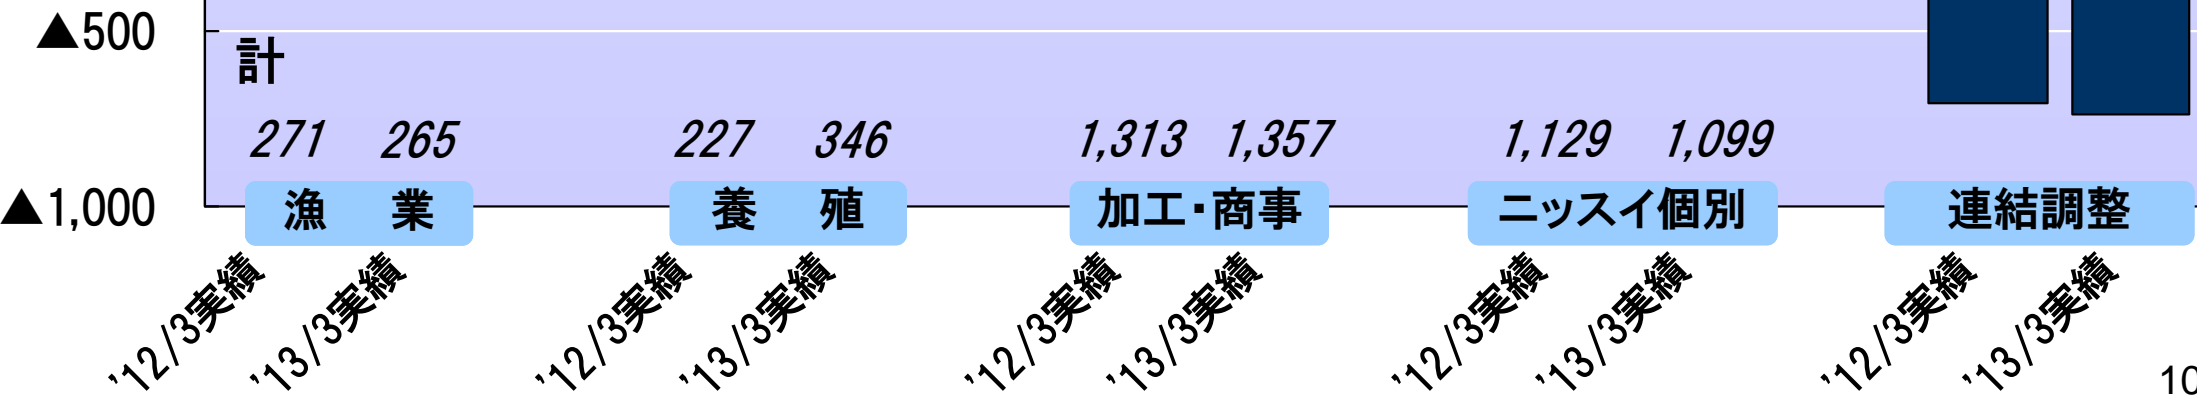 ▲500
計
271 265 227 346 1,313 1,357 1,129 1,099
▲1,000
漁 業 養 殖 加工・商事 ニッスイ個別 連結調整
'12/3実績 '13/3実績 '12/3実績 '13/3実績 '12/3実績 '13/3実績 '12/3実績 '13/3実績 '12/3実績 '13/3実績
10